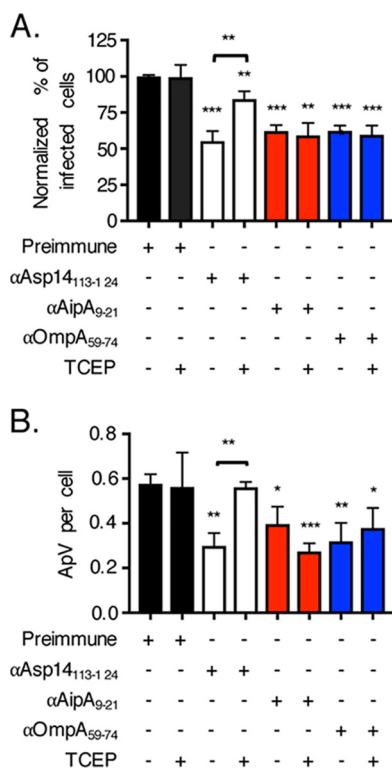 A.
Normalized % of
infected cells
125
100
75
50
25
0
**
*** ** *** ** *** ***
Preimmune + + - - - - - -
αAsp14113-1 24 - - + + - - - -
αAipA9-21 - - - - + + - -
αOmpA59-74 - - - - - - + +
TCEP - + - + - + - +
B.
ApV per cell
0.8
0.6
0.4
0.2
0.0
**
** * *** ** *
Preimmune + + - - - - - -
αAsp14113-1 24 - - + + - - - -
αAipA9-21 - - - - + + - -
αOmpA59-74 - - - - - - + +
TCEP - + - + - + - +